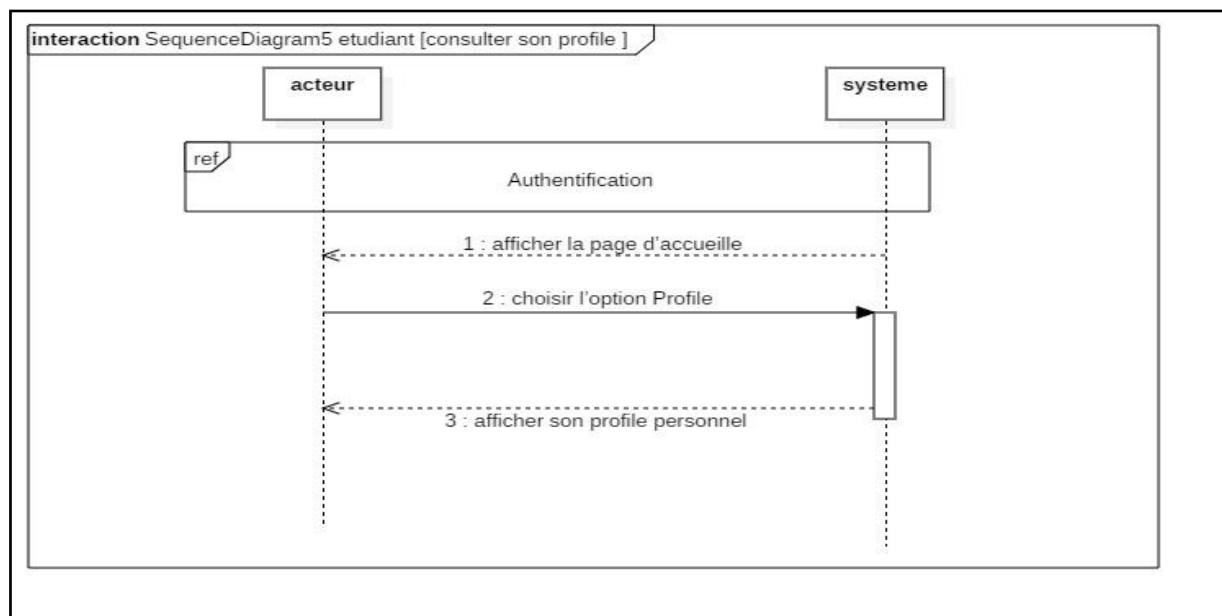 interaction SequenceDiagram5 etudiant [consulter son profile ]
acteur
systeme
ref
Authentification
1 : afficher la page d’accueille
2 : choisir l’option Profile
3 : afficher son profile personnel